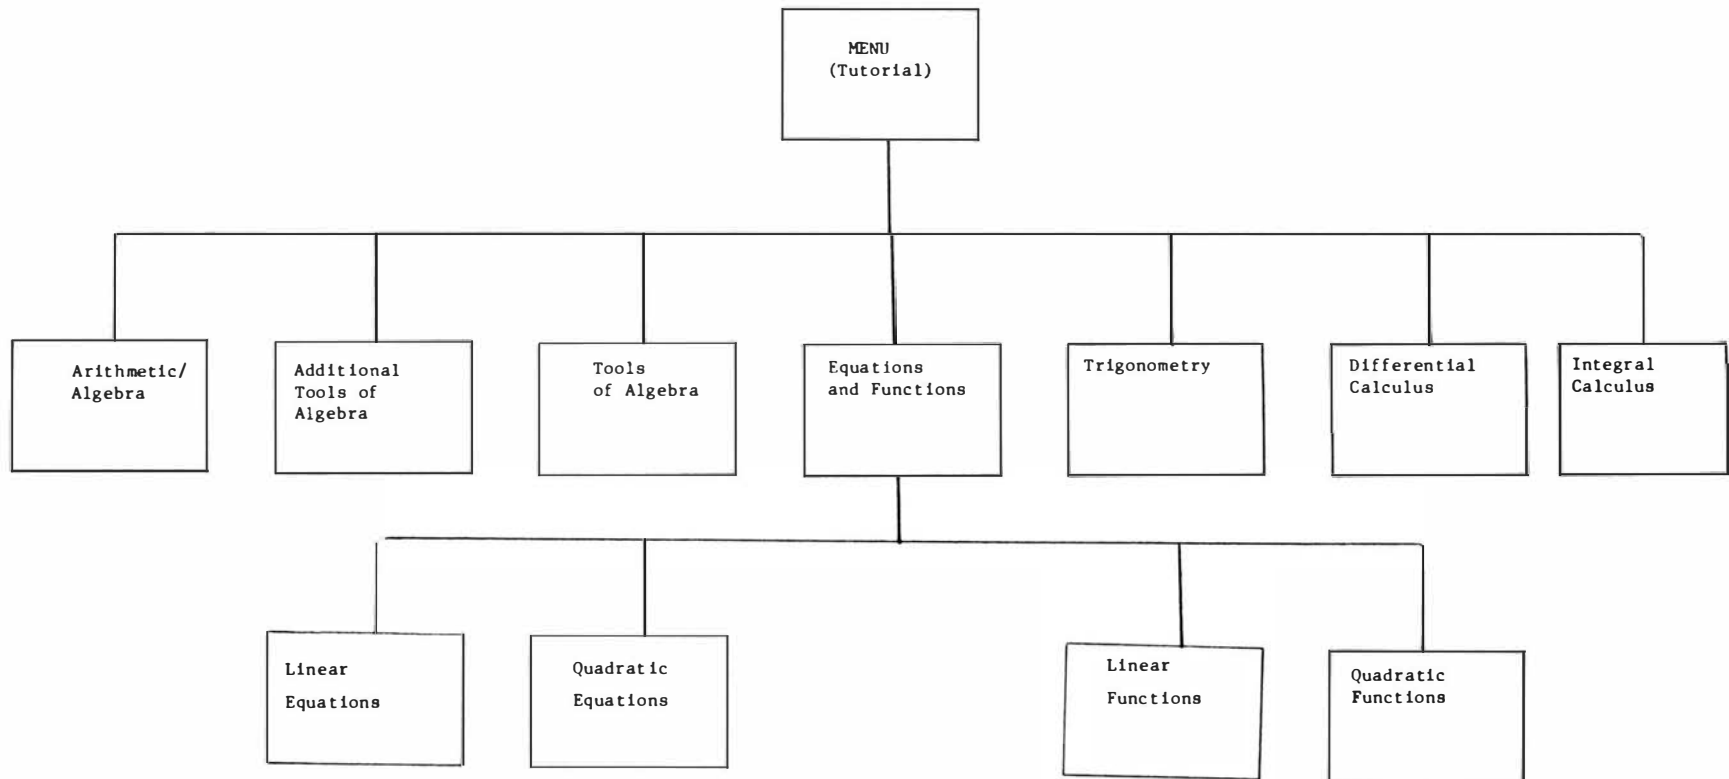 MENU
(Tutorial)
Arithmetic/
Algebra
Additional
Tools of
Algebra
Tools
of Algebra
Equations
and Functions
Trigonometry
Differential
Calculus
Integral
Calculus
Linear
Equations
Quadratic
Equations
Linear
Functions
Quadratic
Functions